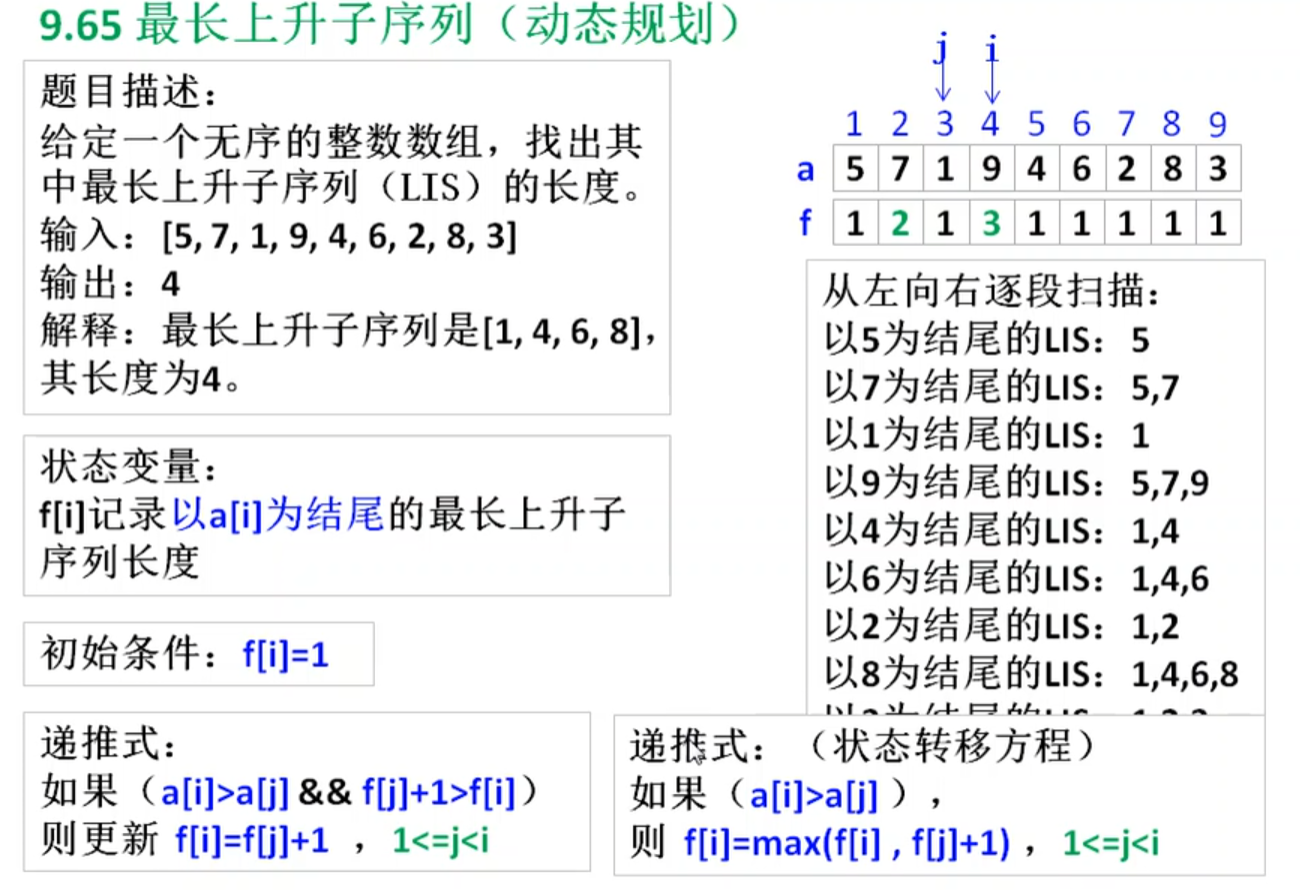 9.65 最长上升子序列（动态规划）
题目描述：
给定一个无序的整数数组，找出其
中最长上升子序列（LIS）的长度。
输入：[5, 7, 1, 9, 4, 6, 2, 8, 3]
输出：4
解释：最长上升子序列是[1, 4, 6, 8]，
其长度为4。
状态变量：
f[i]记录以a[i]为结尾的最长上升子
序列长度
初始条件：f[i]=1
递推式：
如果（a[i]>a[j] && f[j]+1>f[i]）
则更新 f[i]=f[j]+1 ，1<=j<i
j i
1 2 3 4 5 6 7 8 9
a 5 7 1 9 4 6 2 8 3
f 1 2 1 3 1 1 1 1 1
从左向右逐段扫描：
以5为结尾的LIS：5
以7为结尾的LIS：5,7
以1为结尾的LIS：1
以9为结尾的LIS：5,7,9
以4为结尾的LIS：1,4
以6为结尾的LIS：1,4,6
以2为结尾的LIS：1,2
以8为结尾的LIS：1,4,6,8
递推式：（状态转移方程）
如果（a[i]>a[j]），
则 f[i]=max(f[i] , f[j]+1) ，1<=j<i